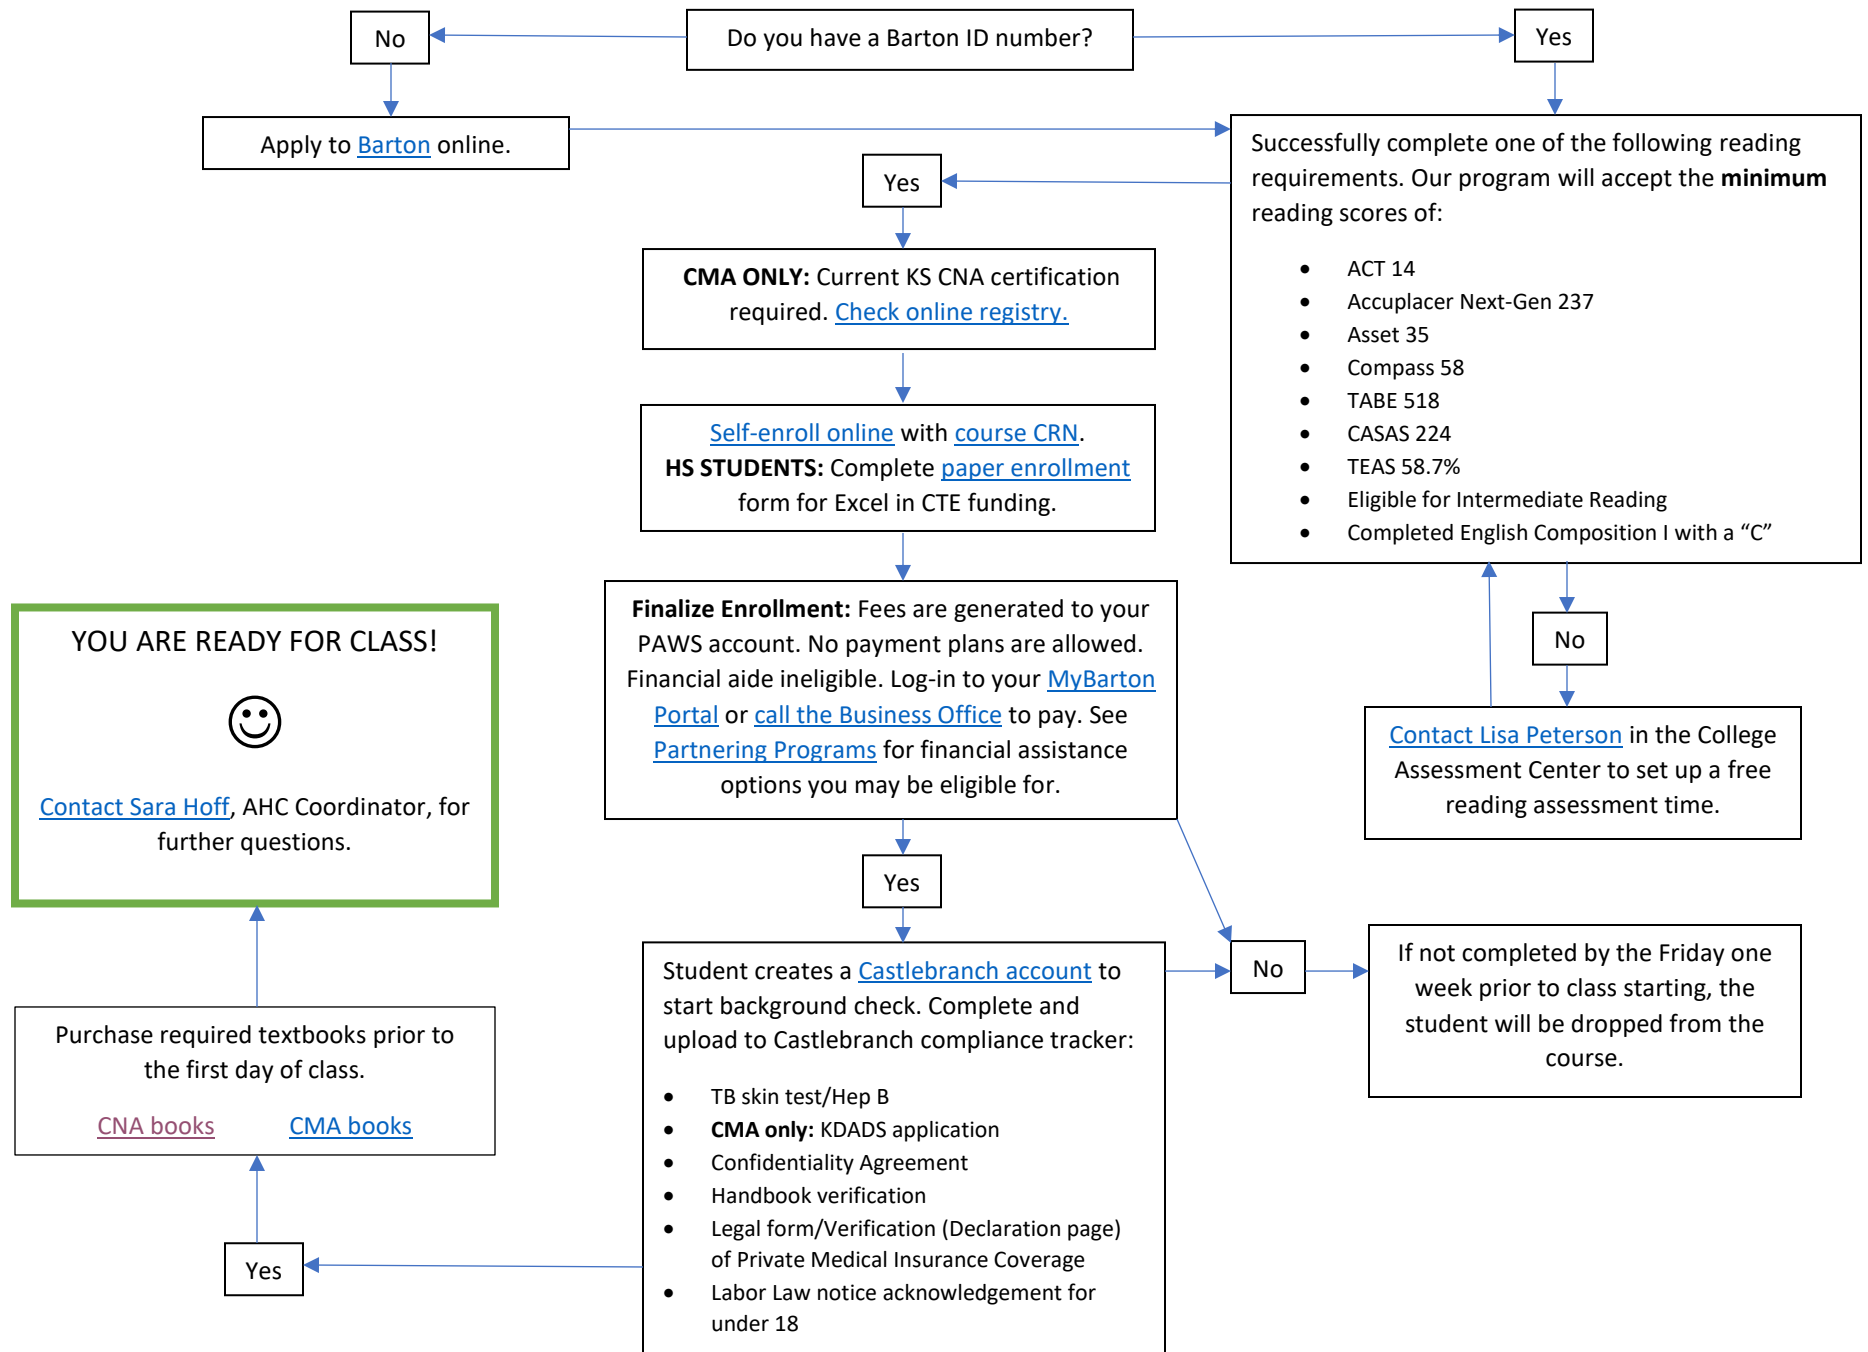 Do you have a Barton ID number?
No
Yes
Apply to Barton online.
Successfully complete one of the following reading
requirements. Our program will accept the minimum
reading scores of:
• ACT 14
• Accuplacer Next-Gen 237
• Asset 35
• Compass 58
• TABE 518
• CASAS 224
• TEAS 58.7%
• Eligible for Intermediate Reading
• Completed English Composition I with a “C”
No
Contact Lisa Peterson in the College
Assessment Center to set up a free
reading assessment time.
Yes
CMA ONLY: Current KS CNA certification
required. Check online registry.
Self-enroll online with course CRN.
HS STUDENTS: Complete paper enrollment
form for Excel in CTE funding.
Finalize Enrollment: Fees are generated to your
PAWS account. No payment plans are allowed.
Financial aide ineligible. Log-in to your MyBarton
Portal or call the Business Office to pay. See
Partnering Programs for financial assistance
options you may be eligible for.
Yes
No
If not completed by the Friday one
week prior to class starting, the
student will be dropped from the
course.
Student creates a Castlebranch account to
start background check. Complete and
upload to Castlebranch compliance tracker:
• TB skin test/Hep B
• CMA only: KDADS application
• Confidentiality Agreement
• Handbook verification
• Legal form/Verification (Declaration page)
of Private Medical Insurance Coverage
• Labor Law notice acknowledgement for
under 18
Yes
Purchase required textbooks prior to
the first day of class.
CNA books CMA books
YOU ARE READY FOR CLASS!
Contact Sara Hoff, AHC Coordinator, for
further questions.